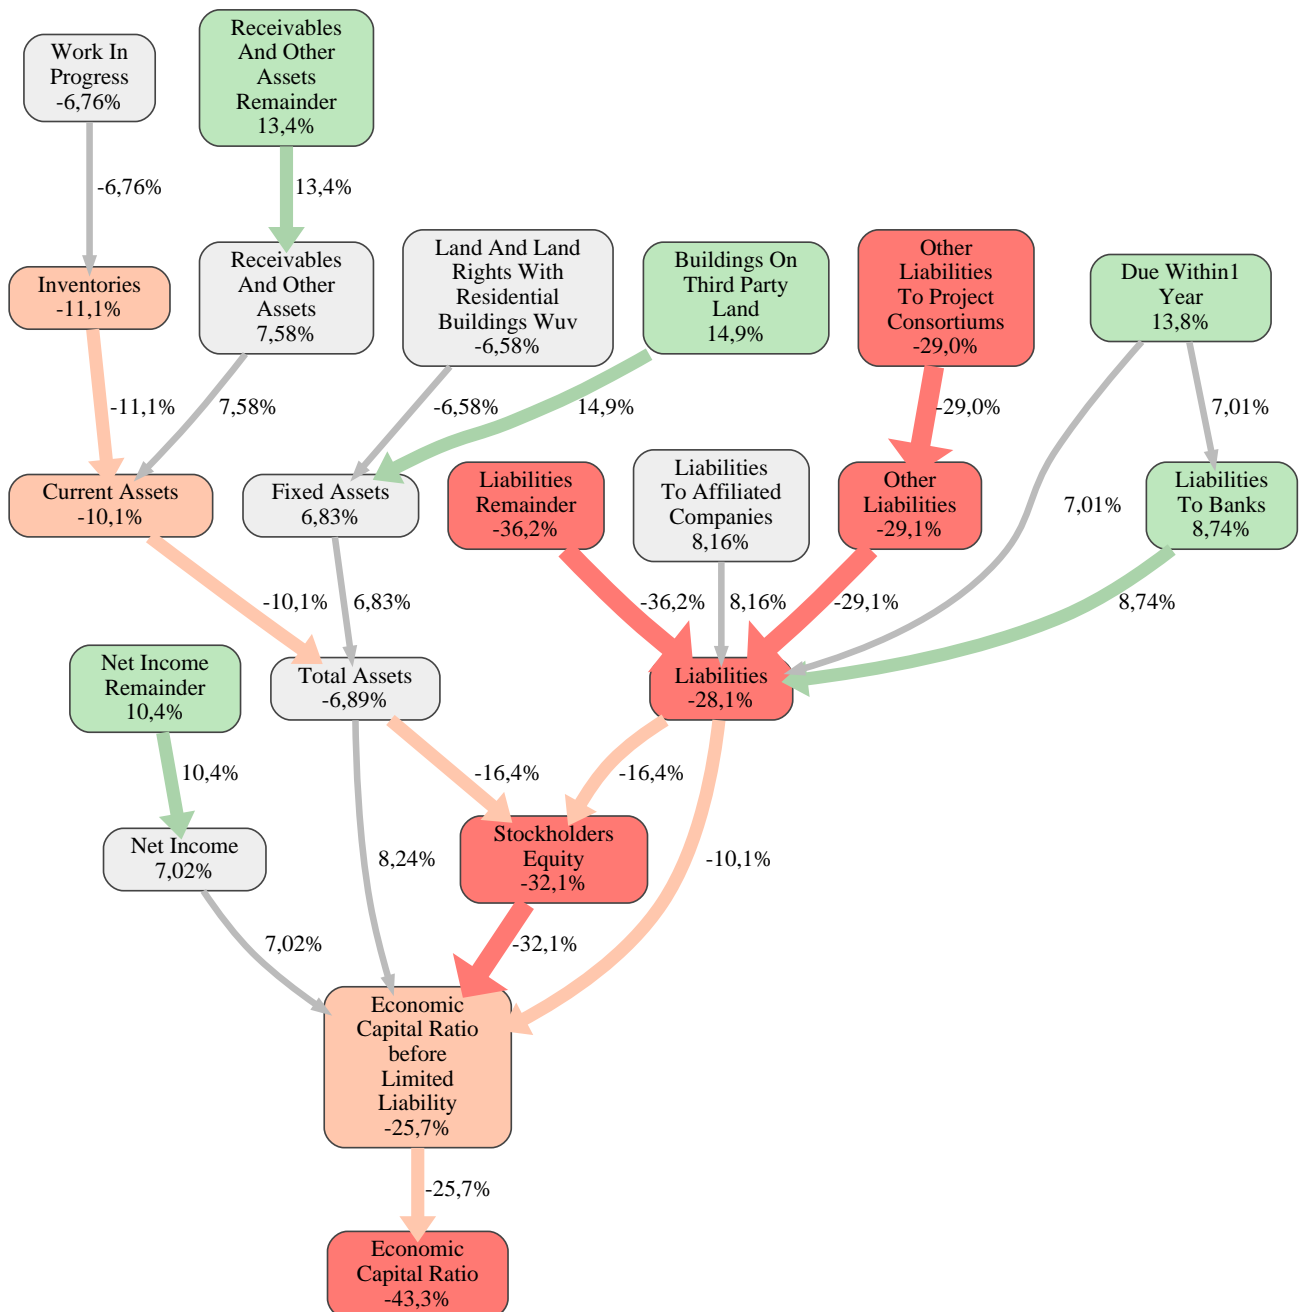 Work In
Progress
-6,76%
Receivables
And Other
Assets
Remainder
13,4%
-6,76%
13,4%
Inventories
-11,1%
Receivables
And Other
Assets
7,58%
Land And Land
Rights With
Residential
Buildings Wuv
-6,58%
Buildings On
Third Party
Land
14,9%
Other
Liabilities
To Project
Consortiums
-29,0%
Due Within1
Year
13,8%
-11,1%
7,58%
-6,58%
14,9%
-29,0%
7,01%
Current Assets
-10,1%
Fixed Assets
6,83%
Liabilities
Remainder
-36,2%
Liabilities
To Affiliated
Companies
8,16%
Other
Liabilities
-29,1%
7,01%
Liabilities
To Banks
8,74%
-10,1%
6,83%
-36,2%
8,16%
-29,1%
8,74%
Net Income
Remainder
10,4%
Total Assets
-6,89%
Liabilities
-28,1%
10,4%
-16,4%
-16,4%
Net Income
7,02%
8,24%
Stockholders
Equity
-32,1%
-10,1%
7,02%
-32,1%
Economic
Capital Ratio
before
Limited
Liability
-25,7%
-25,7%
Economic
Capital Ratio
-43,3%